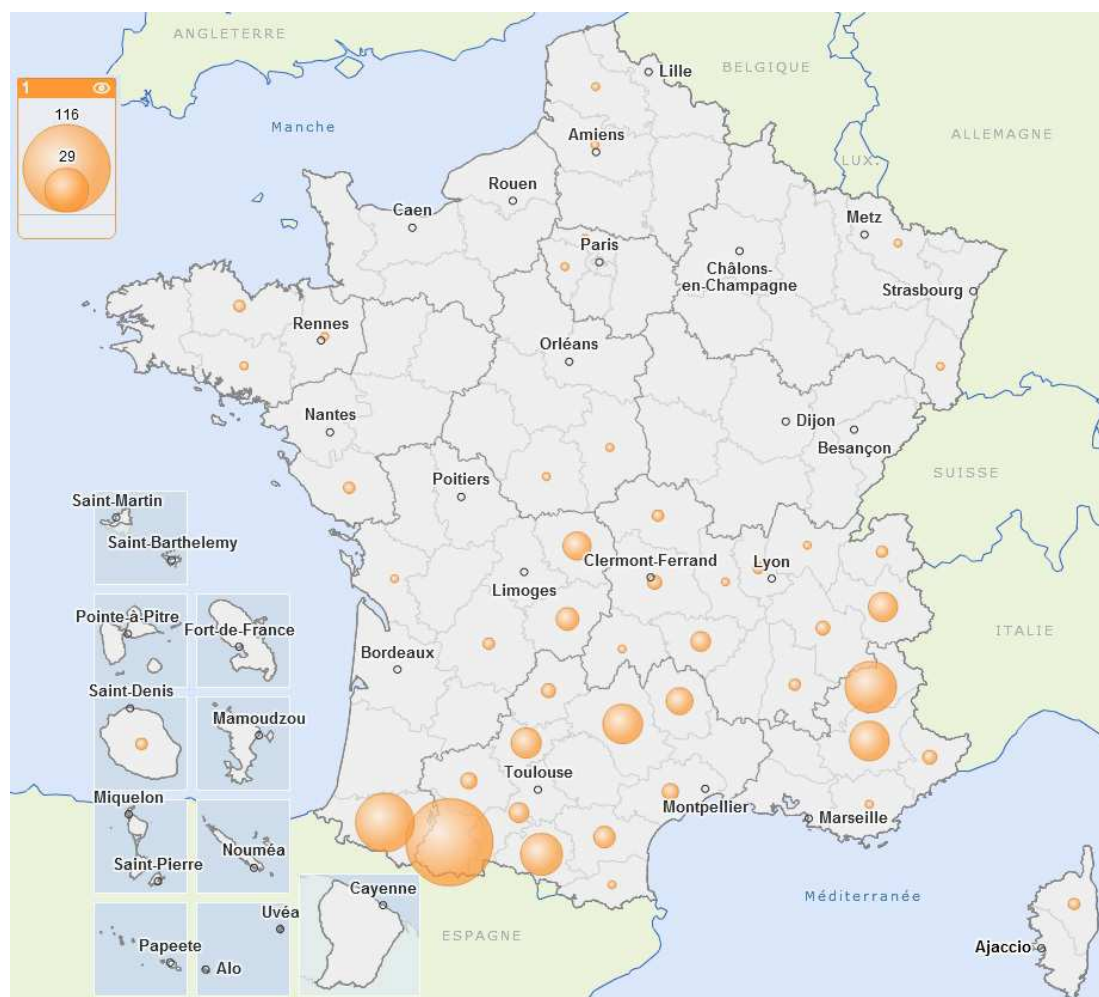 ANGLETERRE
BELGIQUE
Lille
1
116
Manche
29
Amiens
ALLEMAGNE
LUX.
Rouen
Caen
Metz
Paris
Châlons-
en-Champagne
Strasbourg
Rennes
Orléans
Nantes
Dijon
Besançon
SUISSE
Poitiers
Saint-Martin
Saint-Barthelemy
Clermont-Ferrand
Lyon
Limoges
Pointe-à-Pitre
Fort-de-France
ITALIE
Bordeaux
Saint-Denis
Mamoudzou
Toulouse
Miquelon
Montpellier
Marseille
Nouméa
Saint-Pierre
Cayenne
Méditerranée
Uvéa
ESPAGNE
Papeete
Alo
Ajaccio